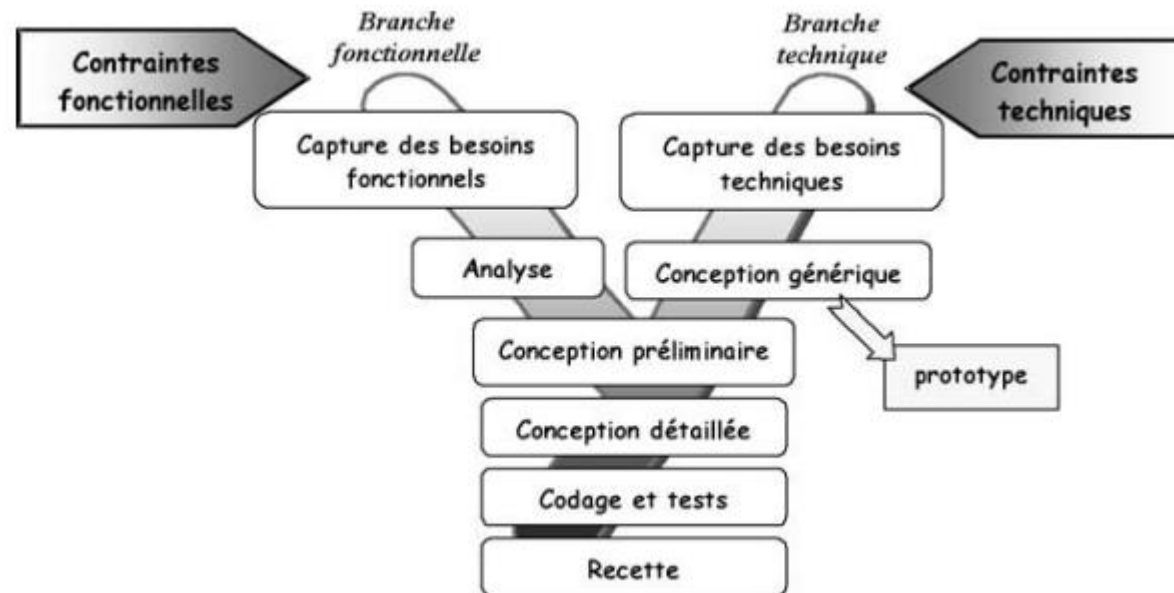 Branche
fonctionnelle
Branche
technique
Contraintes
fonctionnelles
Contraintes
techniques
Capture des besoins
fonctionnels
Capture des besoins
techniques
Analyse
Conception générique
Conception préliminaire
prototype
Conception détaillée
Codage et tests
Recette